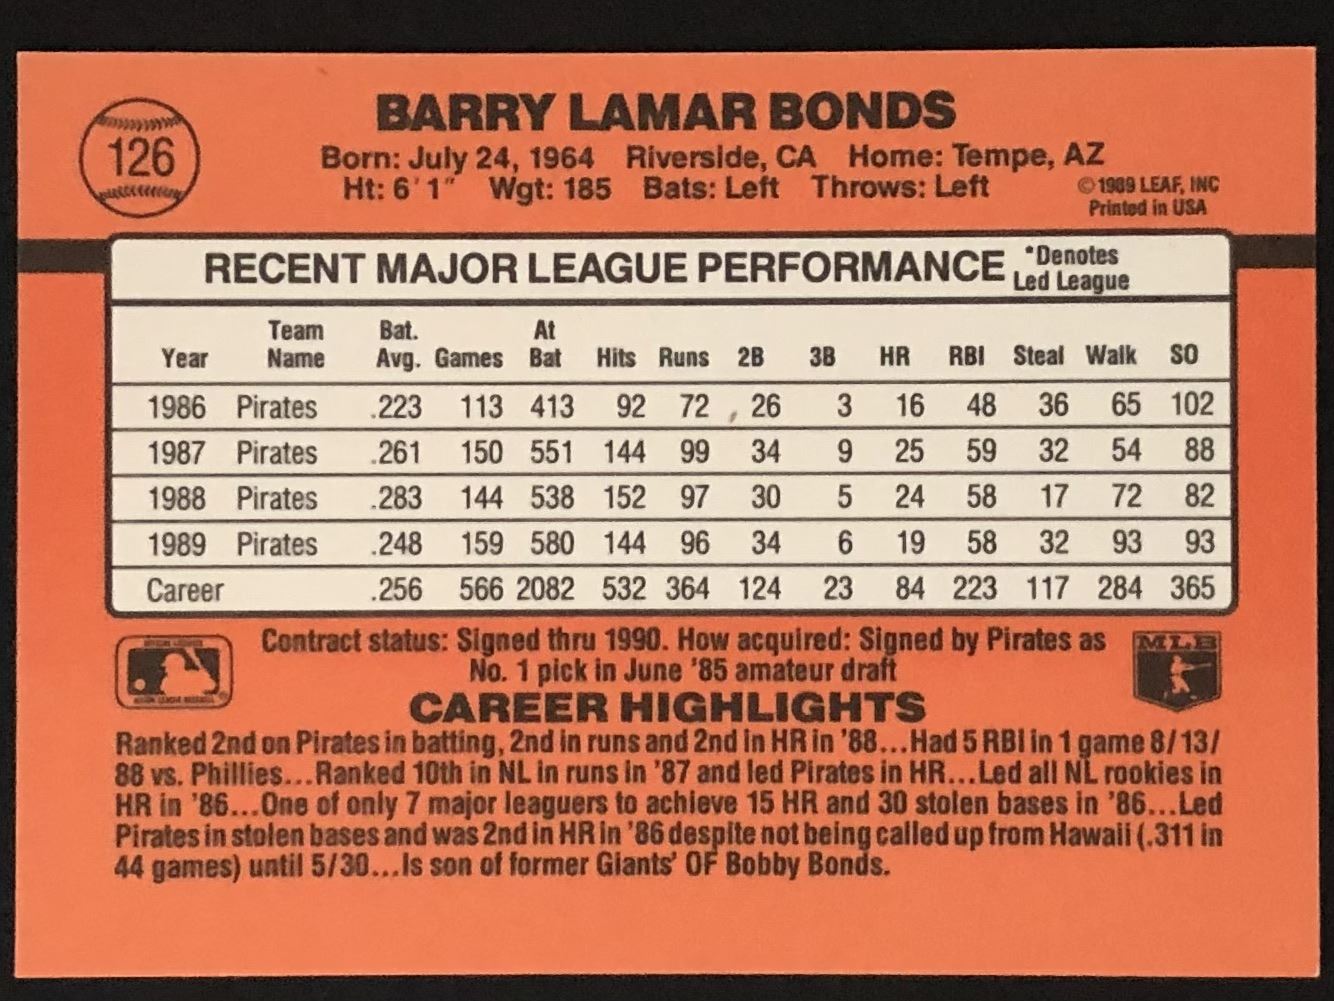 BARRY LAMAR BONDS
126
Born: July 24, 1964 Riverside, CA Home: Tempe, AZ
Ht: 6'1" Wgt: 185 Bats: Left Throws: Left
©1989 LEAF, INC
Printed in USA
RECENT MAJOR LEAGUE PERFORMANCE
*Denotes
Led League
Year Team Name Bat. Avg. Games At Bat Hits Runs 2B 3B HR RBI Steal Walk SO
1986 Pirates .223 113 413 92 72 26 3 16 48 36 65 102
1987 Pirates .261 150 551 144 99 34 9 25 59 32 54 88
1988 Pirates .283 144 538 152 97 30 5 24 58 17 72 82
1989 Pirates .248 159 580 144 96 34 6 19 58 32 93 93
Career .256 566 2082 532 364 124 23 84 223 117 284 365
Contract status: Signed thru 1990. How acquired: Signed by Pirates as
No. 1 pick in June '85 amateur draft
MLB
CAREER HIGHLIGHTS
Ranked 2nd on Pirates in batting, 2nd in runs and 2nd in HR in '88...Had 5 RBI in 1 game 8/13/
88 vs. Phillies...Ranked 10th in NL in runs in '87 and led Pirates in HR...Led all NL rookies in
HR in '86...One of only 7 major leaguers to achieve 15 HR and 30 stolen bases in '86...Led
Pirates in stolen bases and was 2nd in HR in '86 despite not being called up from Hawaii (.311 in
44 games) until 5/30...Is son of former Giants' OF Bobby Bonds.